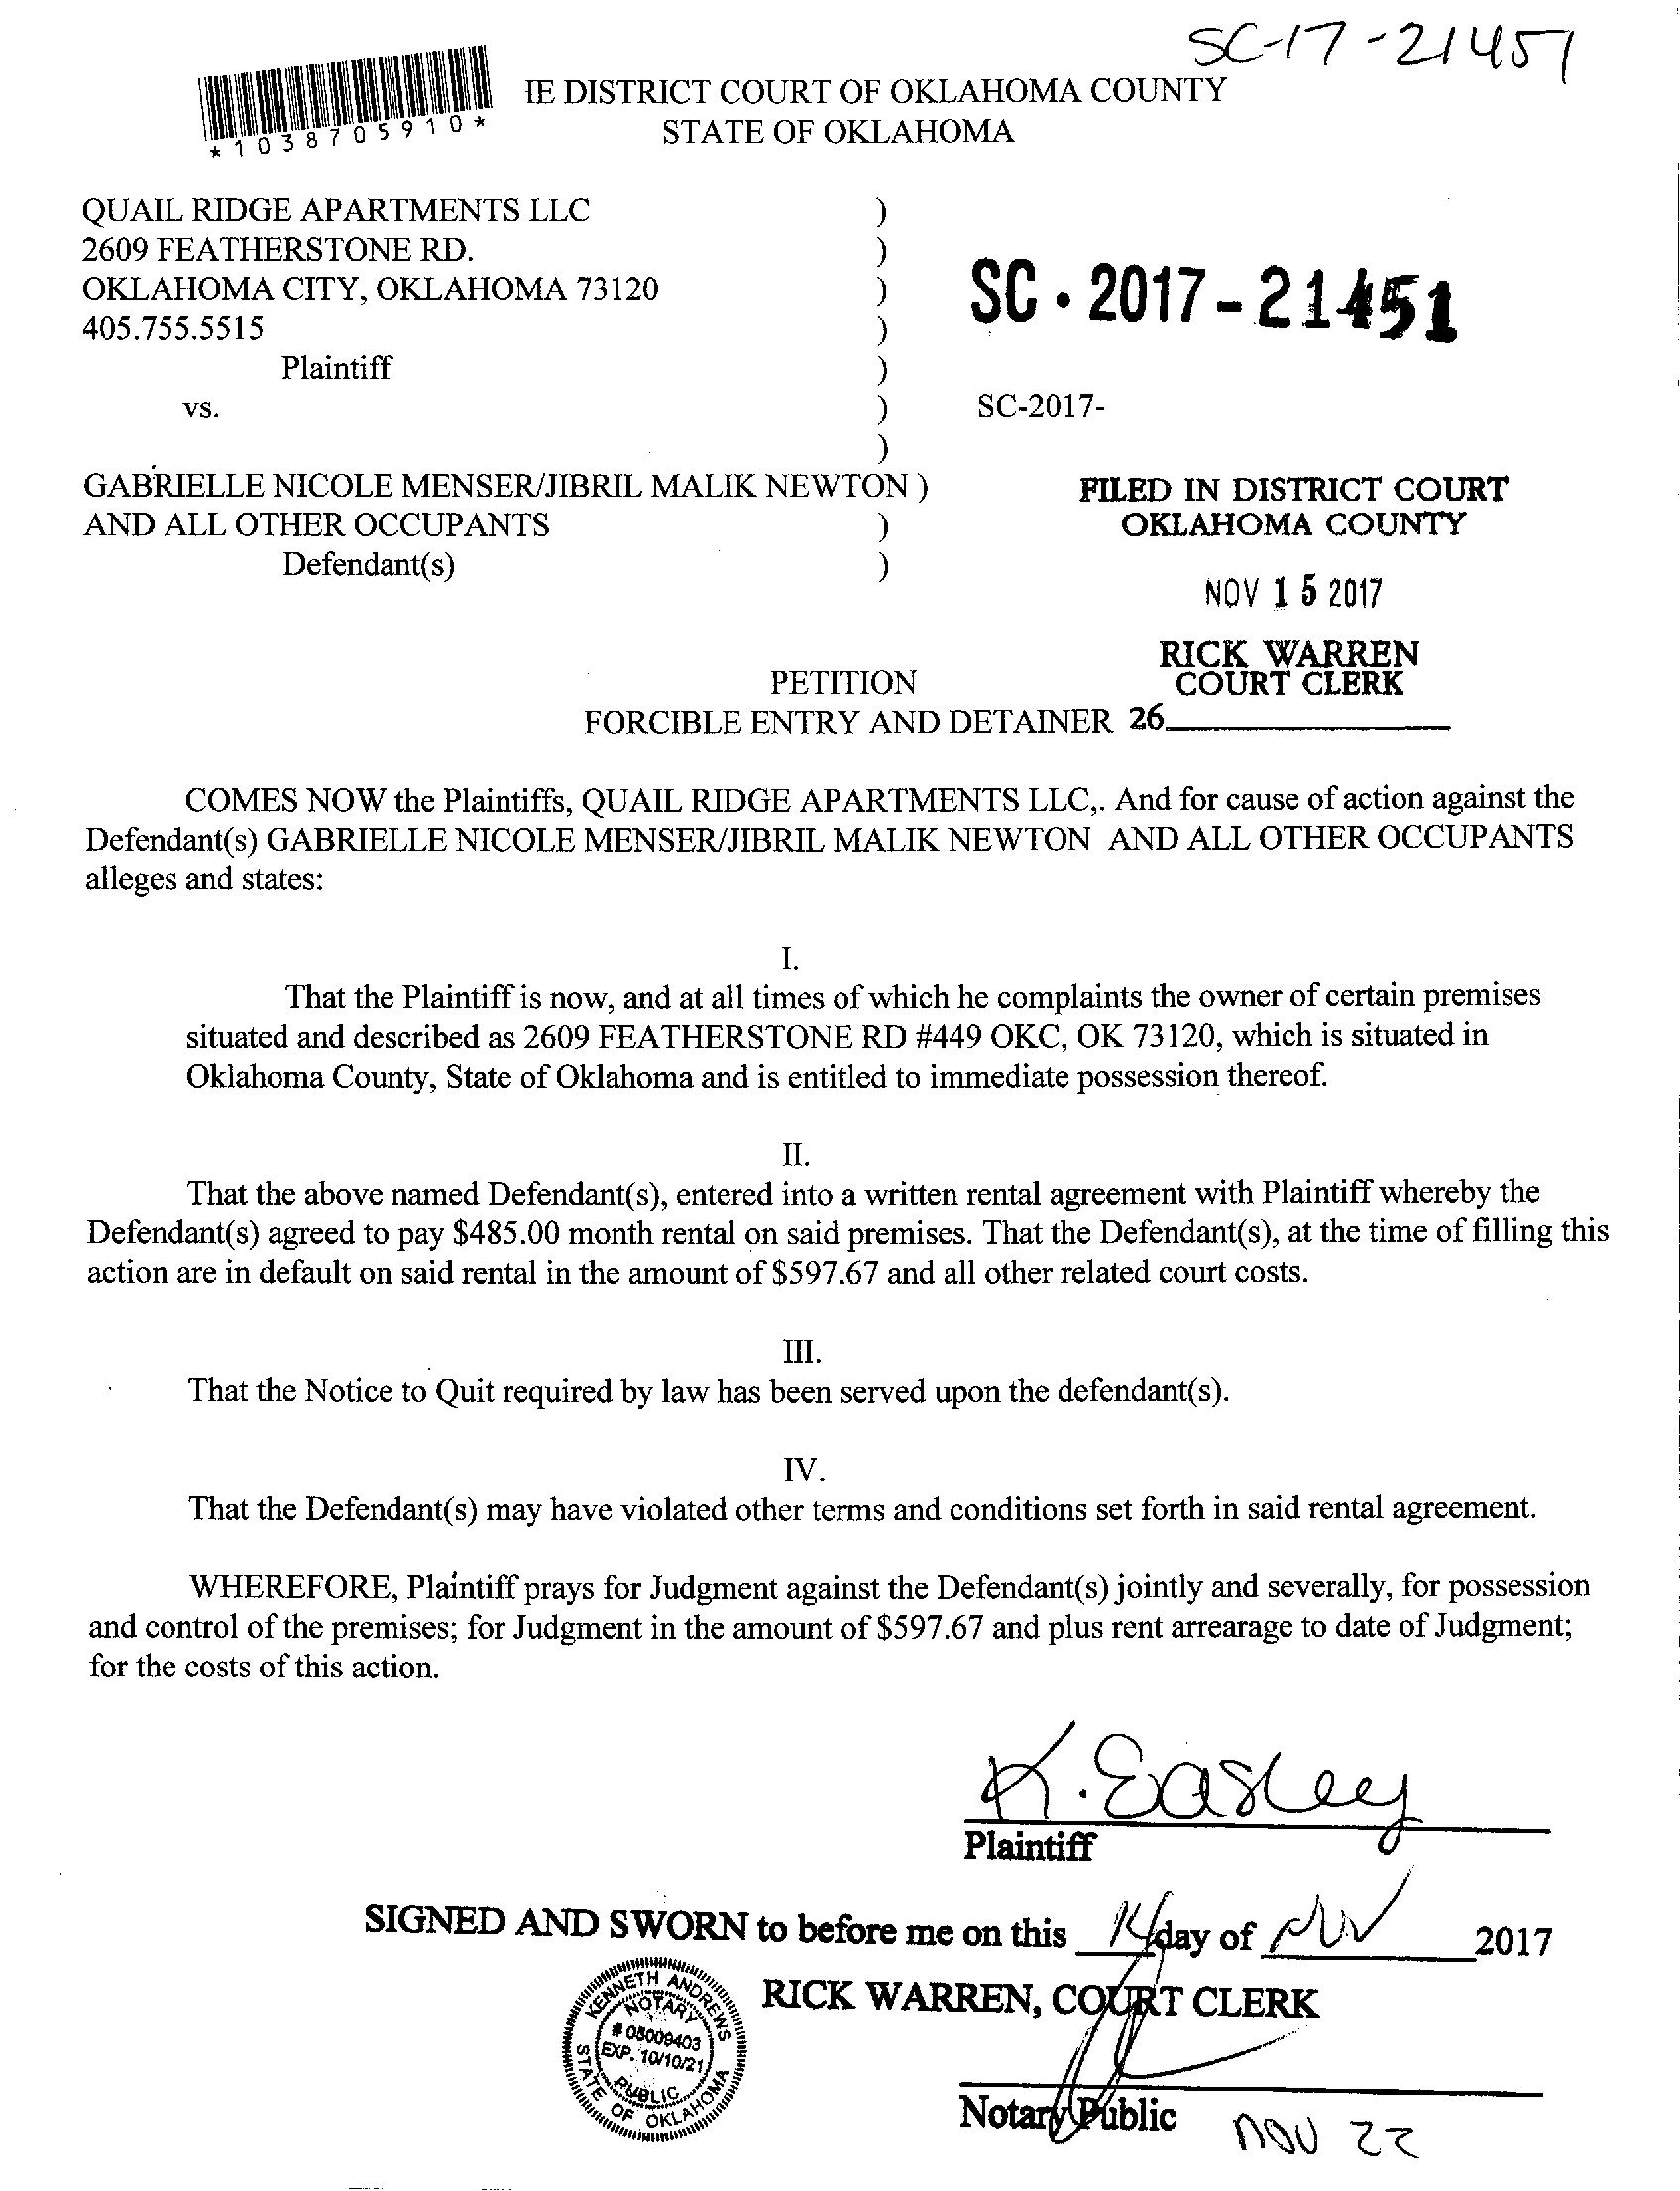 SC-17-21451
IE DISTRICT COURT OF OKLAHOMA COUNTY
STATE OF OKLAHOMA
*1038705910*
QUAIL RIDGE APARTMENTS LLC )
2609 FEATHERSTONE RD. )
OKLAHOMA CITY, OKLAHOMA 73120 )
405.755.5515 )
SC·2017-21451
Plaintiff )
vs. ) SC-2017-
)
GABRIELLE NICOLE MENSER/JIBRIL MALIK NEWTON )
AND ALL OTHER OCCUPANTS )
Defendant(s) )
FILED IN DISTRICT COURT
OKLAHOMA COUNTY
NOV 15 2017
RICK WARREN
COURT CLERK
26
PETITION
FORCIBLE ENTRY AND DETAINER
COMES NOW the Plaintiffs, QUAIL RIDGE APARTMENTS LLC,. And for cause of action against the
Defendant(s) GABRIELLE NICOLE MENSER/JIBRIL MALIK NEWTON AND ALL OTHER OCCUPANTS
alleges and states:
I.
That the Plaintiff is now, and at all times of which he complaints the owner of certain premises
situated and described as 2609 FEATHERSTONE RD #449 OKC, OK 73120, which is situated in
Oklahoma County, State of Oklahoma and is entitled to immediate possession thereof.
II.
That the above named Defendant(s), entered into a written rental agreement with Plaintiff whereby the
Defendant(s) agreed to pay $485.00 month rental on said premises. That the Defendant(s), at the time of filling this
action are in default on said rental in the amount of $597.67 and all other related court costs.
III.
That the Notice to Quit required by law has been served upon the defendant(s).
IV.
That the Defendant(s) may have violated other terms and conditions set forth in said rental agreement.
WHEREFORE, Plaintiff prays for Judgment against the Defendant(s) jointly and severally, for possession
and control of the premises; for Judgment in the amount of $597.67 and plus rent arrearage to date of Judgment;
for the costs of this action.
K. Easley
Plaintiff
SIGNED AND SWORN to before me on this 14 day of Nov 2017
RICK WARREN, COURT CLERK
KENNETH ANDREWS
NOTARY
# 05009403
EXP. 10/10/21
PUBLIC
STATE OF OKLAHOMA
Notary Public
NOV 22